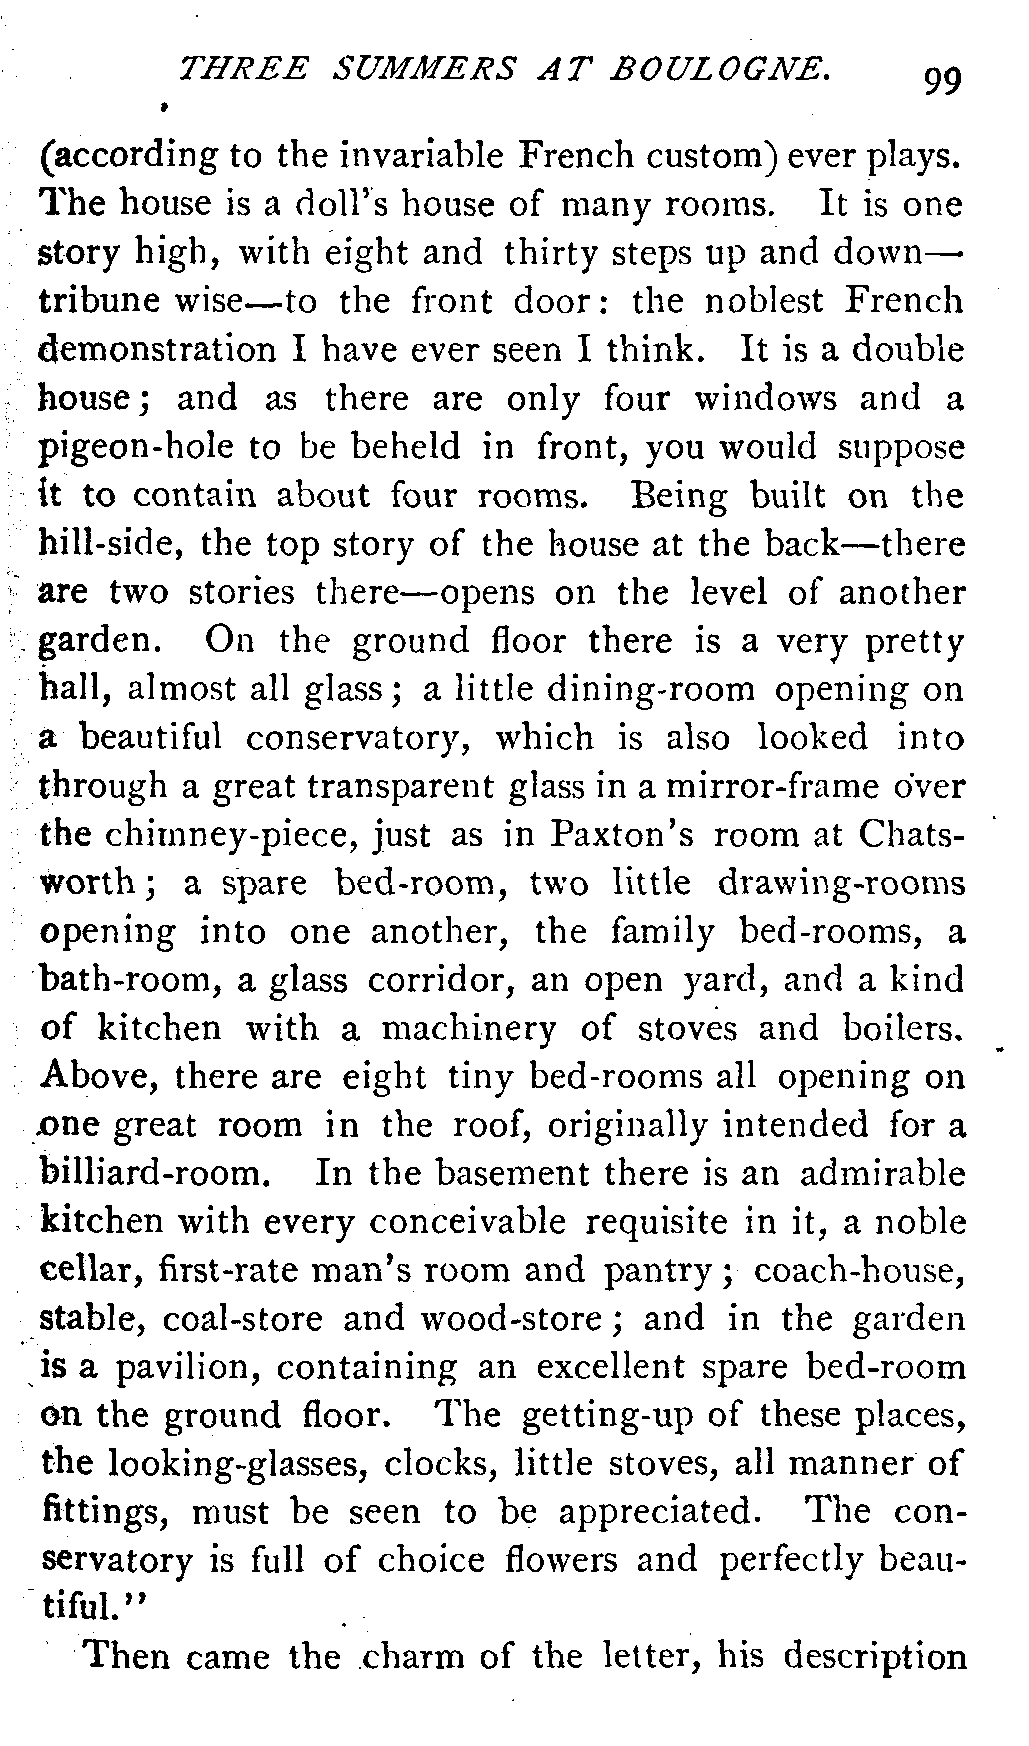 THREE SUMMERS AT BOULOGNE. 99
(according to the invariable French custom) ever plays.
The house is a doll's house of many rooms. It is one
story high, with eight and thirty steps up and down—
tribune wise—to the front door: the noblest French
demonstration I have ever seen I think. It is a double
house; and as there are only four windows and a
pigeon-hole to be beheld in front, you would suppose
it to contain about four rooms. Being built on the
hill-side, the top story of the house at the back—there
are two stories there—opens on the level of another
garden. On the ground floor there is a very pretty
hall, almost all glass; a little dining-room opening on
a beautiful conservatory, which is also looked into
through a great transparent glass in a mirror-frame over
the chimney-piece, just as in Paxton's room at Chats-
worth; a spare bed-room, two little drawing-rooms
opening into one another, the family bed-rooms, a
bath-room, a glass corridor, an open yard, and a kind
of kitchen with a machinery of stoves and boilers.
Above, there are eight tiny bed-rooms all opening on
one great room in the roof, originally intended for a
billiard-room. In the basement there is an admirable
kitchen with every conceivable requisite in it, a noble
cellar, first-rate man's room and pantry; coach-house,
stable, coal-store and wood-store; and in the garden
is a pavilion, containing an excellent spare bed-room
on the ground floor. The getting-up of these places,
the looking-glasses, clocks, little stoves, all manner of
fittings, must be seen to be appreciated. The con-
servatory is full of choice flowers and perfectly beau-
tiful."
Then came the charm of the letter, his description